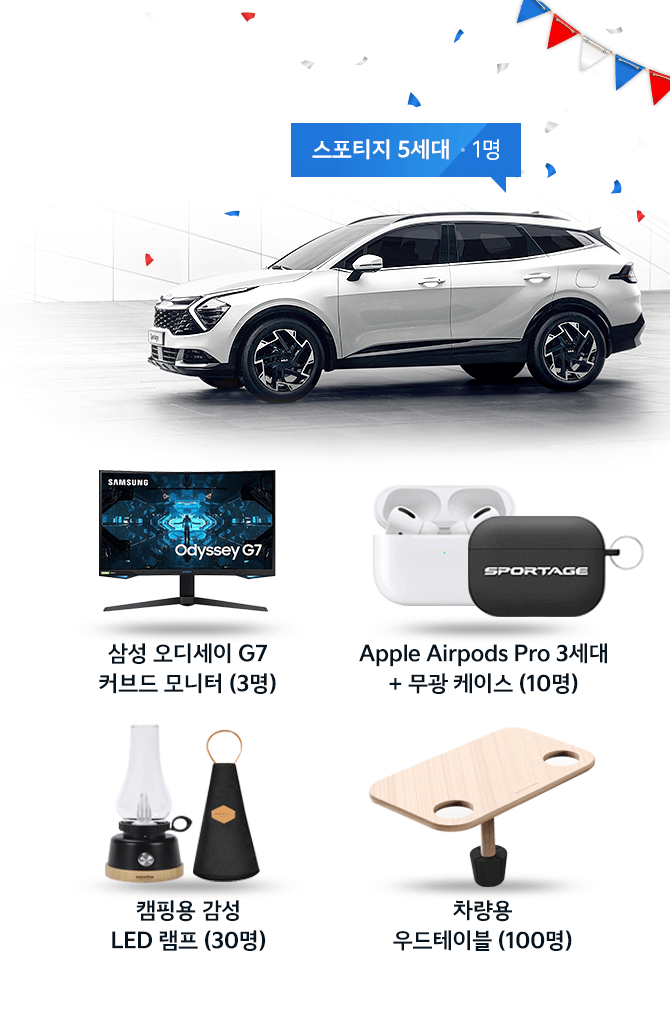 스포티지 5세대 · 1명
SAMSUNG
Odyssey G7
SPORTAGE
삼성 오디세이 G7
커브드 모니터 (3명)
Apple Airpods Pro 3세대
+ 무광 케이스 (10명)
캠핑용 감성
LED 램프 (30명)
차량용
우드테이블 (100명)